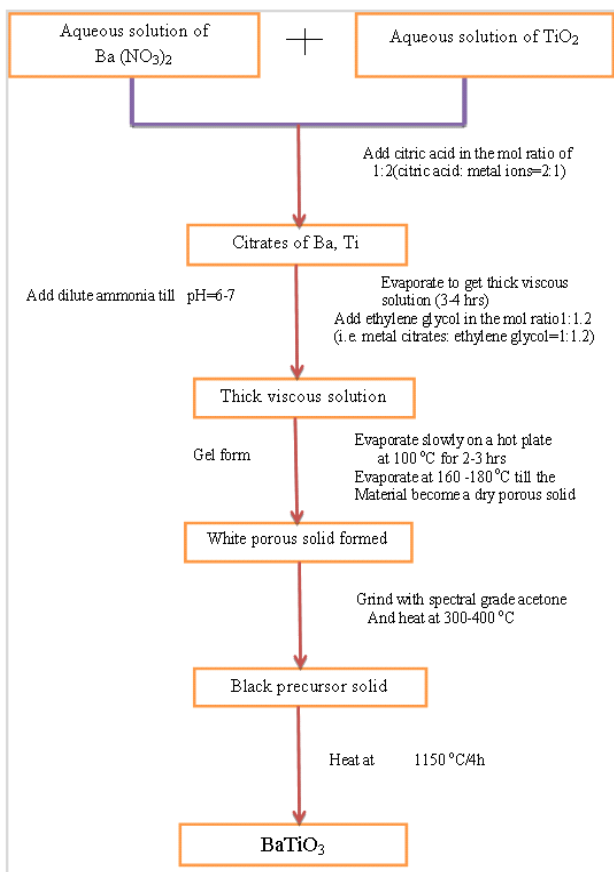 Aqueous solution of
Ba (NO₃)₂
+
Aqueous solution of TiO₂
Add citric acid in the mol ratio of
1:2(citric acid: metal ions=2:1)
Citrates of Ba, Ti
Add dilute ammonia till pH=6-7
Evaporate to get thick viscous
solution (3-4 hrs)
Add ethylene glycol in the mol ratio1:1.2
(i.e. metal citrates: ethylene glycol=1:1.2)
Thick viscous solution
Gel form
Evaporate slowly on a hot plate
at 100 °C for 2-3 hrs
Evaporate at 160 -180°C till the
Material become a dry porous solid
White porous solid formed
Grind with spectral grade acetone
And heat at 300-400 °C
Black precursor solid
Heat at 1150 °C/4h
BaTiO₃